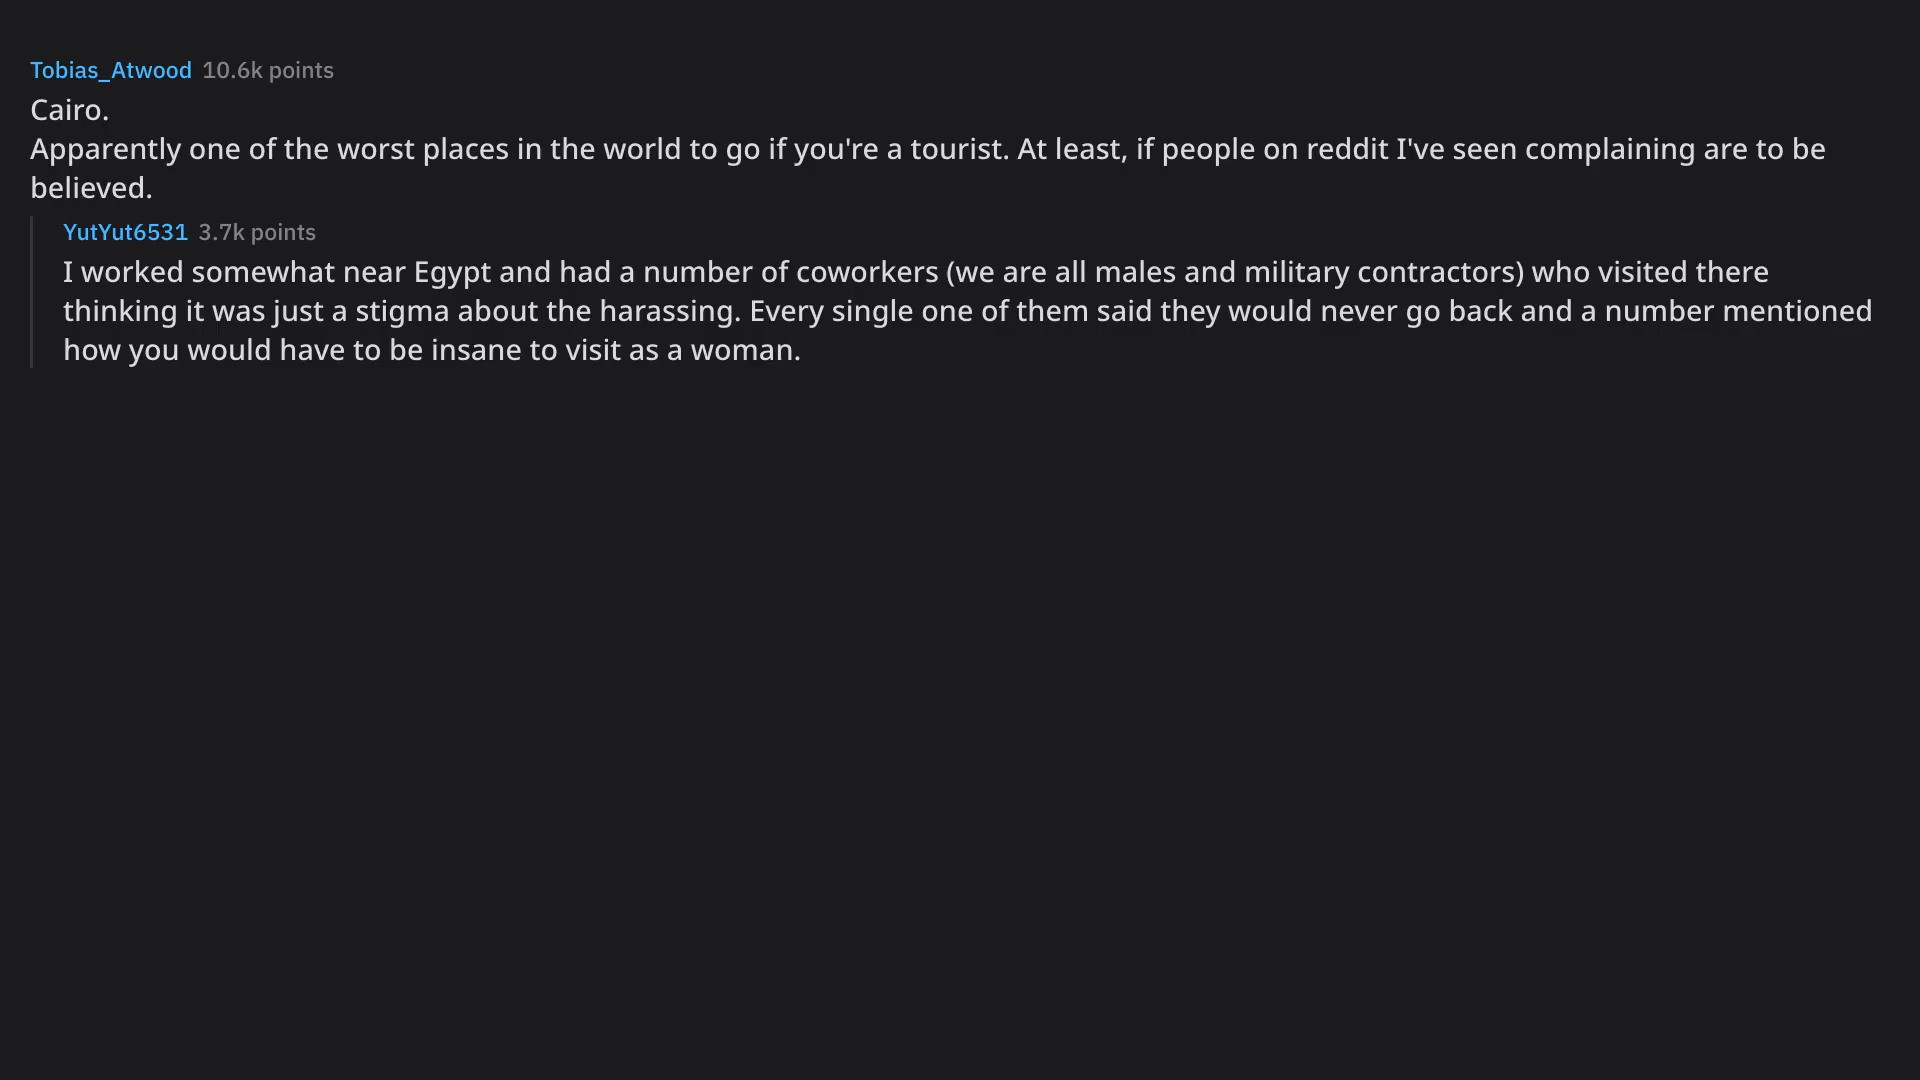 Tobias_Atwood 10.6k points
Cairo.
Apparently one of the worst places in the world to go if you're a tourist. At least, if people on reddit I've seen complaining are to be
believed.
YutYut6531 3.7k points
I worked somewhat near Egypt and had a number of coworkers (we are all males and military contractors) who visited there
thinking it was just a stigma about the harassing. Every single one of them said they would never go back and a number mentioned
how you would have to be insane to visit as a woman.